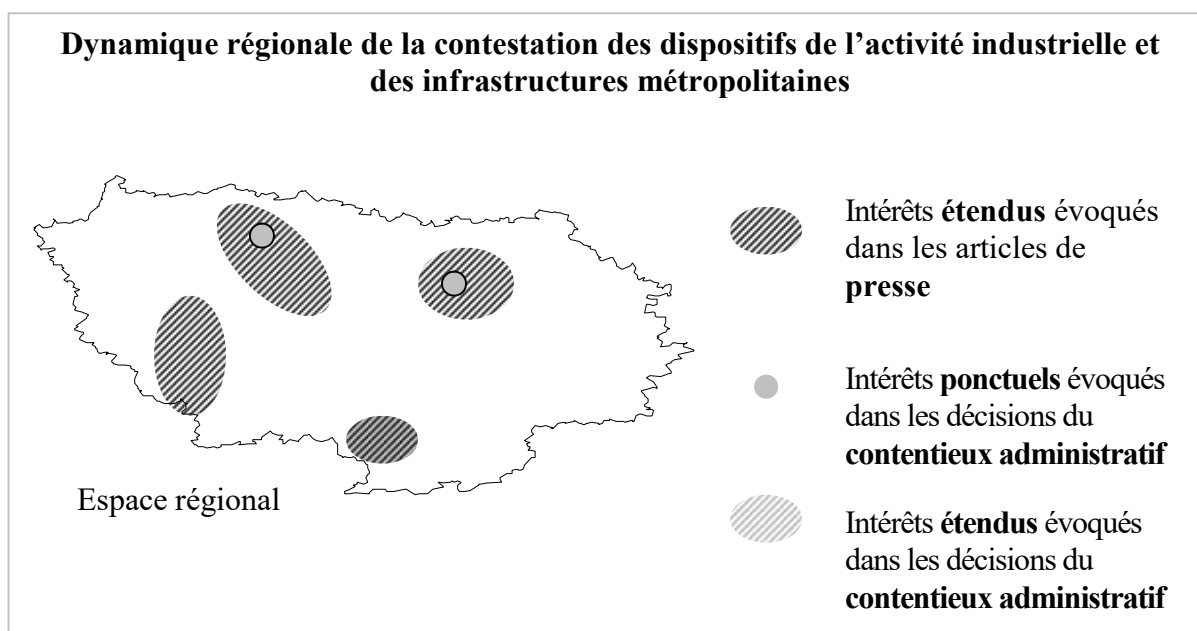 Dynamique régionale de la contestation des dispositifs de l’activité industrielle et
des infrastructures métropolitaines
Intérêts étendus évoqués
dans les articles de
presse
Intérêts ponctuels évoqués
dans les décisions du
contentieux administratif
Espace régional
Intérêts étendus évoqués
dans les décisions du
contentieux administratif